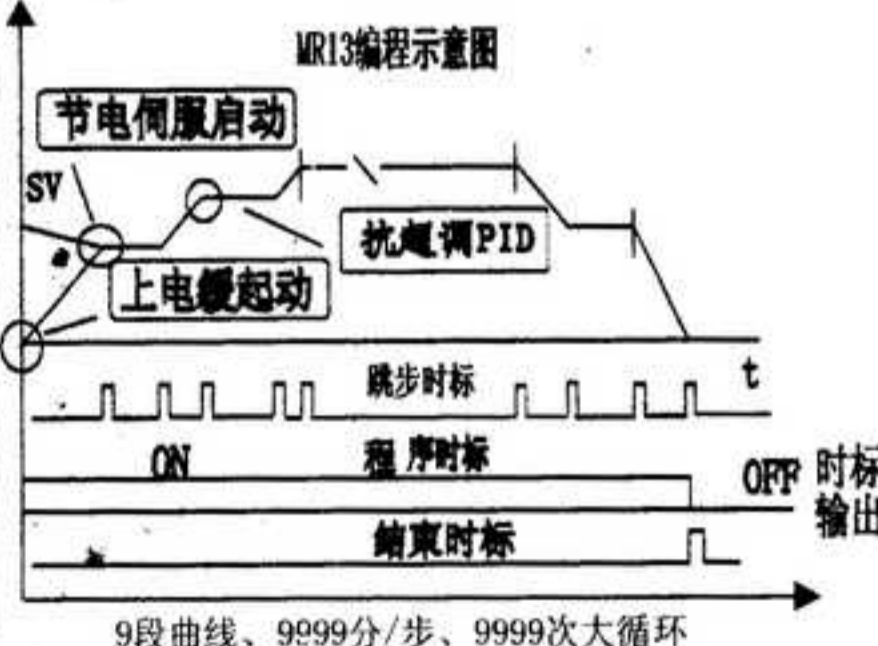 MR13编程示意图
节电伺服启动
SV
抗超调PID
上电缓起动
t
跳步时标
ON
程序时标
OFF
时标
输出
结束时标
9段曲线、9999分/步、9999次大循环